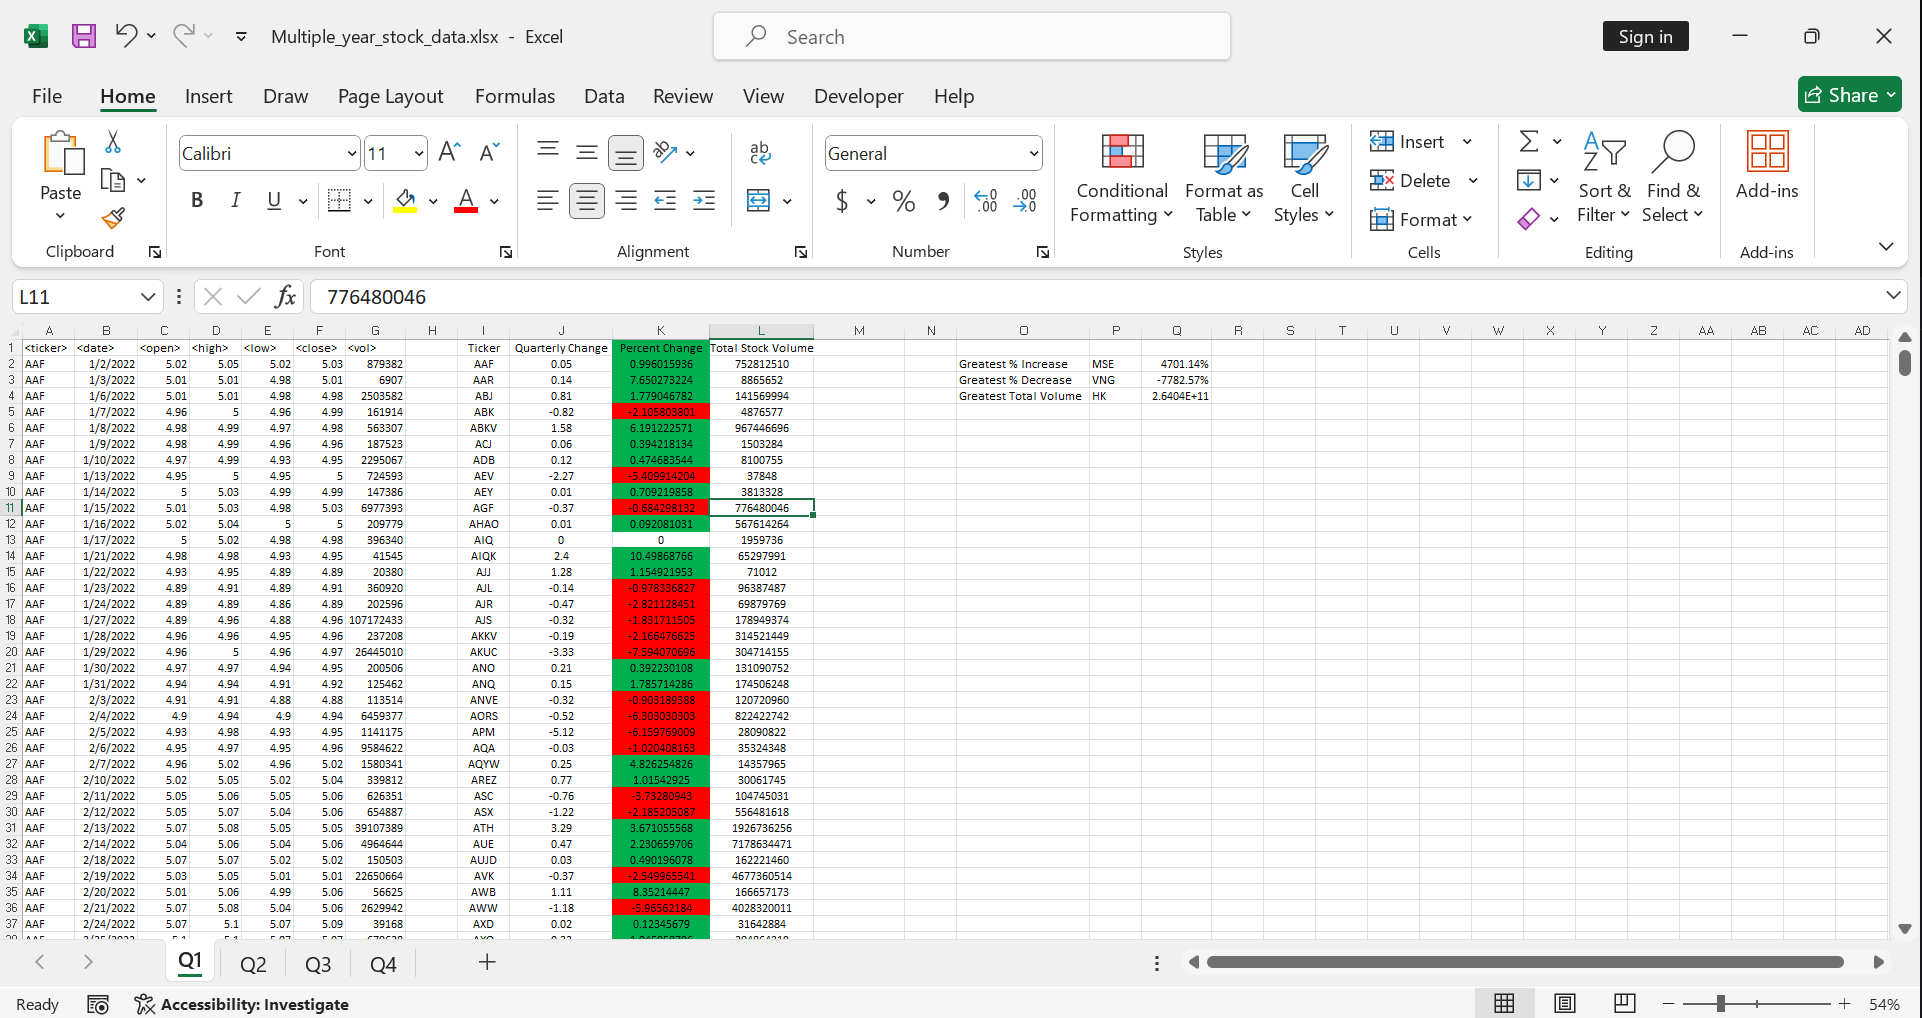 Multiple_year_stock_data.xlsx - Excel
Search
Sign in
File Home Insert Draw Page Layout Formulas Data Review View Developer Help
Share
Paste
Clipboard
Calibri 11
B I U A
Font
ab
Alignment
General
$ % 9 .00 .00
Number
Conditional Formatting
Format as Table
Cell Styles
Styles
Insert
Delete
Format
Cells
Sort & Filter
Find & Select
Editing
Add-ins
Add-ins
L11 fx 776480046
A B C D E F G H I J K L M N O P Q R S T U V W X Y Z AA AB AC AD
1 <ticker> <date> <open> <high> <low> <close> <vol> Ticker Quarterly Change Percent Change Total Stock Volume
2 AAF 1/2/2022 5.02 5.05 5.02 5.03 879382 AAF 0.05 0.996015936 752812510 Greatest % Increase MSE 4701.14%
3 AAF 1/3/2022 5.01 5.01 4.98 5.01 6907 AAR 0.14 7.650273224 8865652 Greatest % Decrease VNG -7782.57%
4 AAF 1/6/2022 5.01 5.01 4.98 4.98 2503582 ABJ 0.81 1.779046782 141569994 Greatest Total Volume HK 2.6404E+11
5 AAF 1/7/2022 4.96 5 4.96 4.99 161914 ABK -0.82 -2.105803801 4876577
6 AAF 1/8/2022 4.98 4.99 4.97 4.98 563307 ABKV 1.58 6.191222571 967446696
7 AAF 1/9/2022 4.98 4.99 4.96 4.96 187523 ACJ 0.06 0.394218134 1503284
8 AAF 1/10/2022 4.97 4.99 4.93 4.95 2295067 ADB 0.12 0.474683544 8100755
9 AAF 1/13/2022 4.95 5 4.95 5 724593 AEV -2.27 -5.409914204 37848
10 AAF 1/14/2022 5 5.03 4.99 4.99 147386 AEY 0.01 0.709219858 3813328
11 AAF 1/15/2022 5.01 5.03 4.98 5.03 6977393 AGF -0.37 -0.684298132 776480046
12 AAF 1/16/2022 5.02 5.04 5 5 209779 AHAO 0.01 0.092081031 567614264
13 AAF 1/17/2022 5 5.02 4.98 4.98 396340 AIQ 0 0 1959736
14 AAF 1/21/2022 4.98 4.98 4.93 4.95 41545 AIQK 2.4 10.49868766 65297991
15 AAF 1/22/2022 4.93 4.95 4.89 4.89 20380 AJJ 1.28 1.154921953 71012
16 AAF 1/23/2022 4.89 4.91 4.89 4.91 360920 AJL -0.14 -0.978336827 96387487
17 AAF 1/24/2022 4.89 4.89 4.86 4.89 202596 AJR -0.47 -2.821128451 69879769
18 AAF 1/27/2022 4.89 4.96 4.88 4.96 107172433 AJS -0.32 -1.831711505 178949374
19 AAF 1/28/2022 4.96 4.96 4.95 4.96 237208 AKKV -0.19 -2.166476625 314521449
20 AAF 1/29/2022 4.96 5 4.96 4.97 26445010 AKUC -3.33 -7.594070696 304714155
21 AAF 1/30/2022 4.97 4.97 4.94 4.95 200506 ANO 0.21 0.392230108 131090752
22 AAF 1/31/2022 4.94 4.94 4.91 4.92 125462 ANQ 0.15 1.785714286 174506248
23 AAF 2/3/2022 4.91 4.91 4.88 4.88 113514 ANVE -0.32 -0.903189388 120720960
24 AAF 2/4/2022 4.9 4.94 4.9 4.94 6459377 AORS -0.52 -6.303030303 822422742
25 AAF 2/5/2022 4.93 4.98 4.93 4.95 1141175 APM -5.12 -6.159769009 28090822
26 AAF 2/6/2022 4.95 4.97 4.95 4.96 9584622 AQA -0.03 -1.020408163 35324348
27 AAF 2/7/2022 4.96 5.02 4.96 5.02 1580341 AQYW 0.25 4.826254826 14357965
28 AAF 2/10/2022 5.02 5.05 5.02 5.04 339812 AREZ 0.77 1.01542925 30061745
29 AAF 2/11/2022 5.05 5.06 5.05 5.06 626351 ASC -0.76 -3.73280943 104745031
30 AAF 2/12/2022 5.05 5.07 5.04 5.06 654887 ASX -1.22 -2.185205087 556481618
31 AAF 2/13/2022 5.07 5.08 5.05 5.05 39107389 ATH 3.29 3.671055568 1926736256
32 AAF 2/14/2022 5.04 5.06 5.04 5.06 4964644 AUE 0.47 2.230659706 7178634471
33 AAF 2/18/2022 5.07 5.07 5.02 5.02 150503 AUJD 0.03 0.490196078 162221460
34 AAF 2/19/2022 5.03 5.05 5.01 5.01 22650664 AVK -0.37 -2.549965541 4677360514
35 AAF 2/20/2022 5.01 5.06 4.99 5.06 56625 AWB 1.11 8.35214447 166657173
36 AAF 2/21/2022 5.07 5.08 5.04 5.06 2629942 AWW -1.18 -5.96562184 4028320011
37 AAF 2/24/2022 5.07 5.1 5.07 5.09 39168 AXD 0.02 0.12345679 31642884
Q1 Q2 Q3 Q4
Ready Accessibility: Investigate 54%